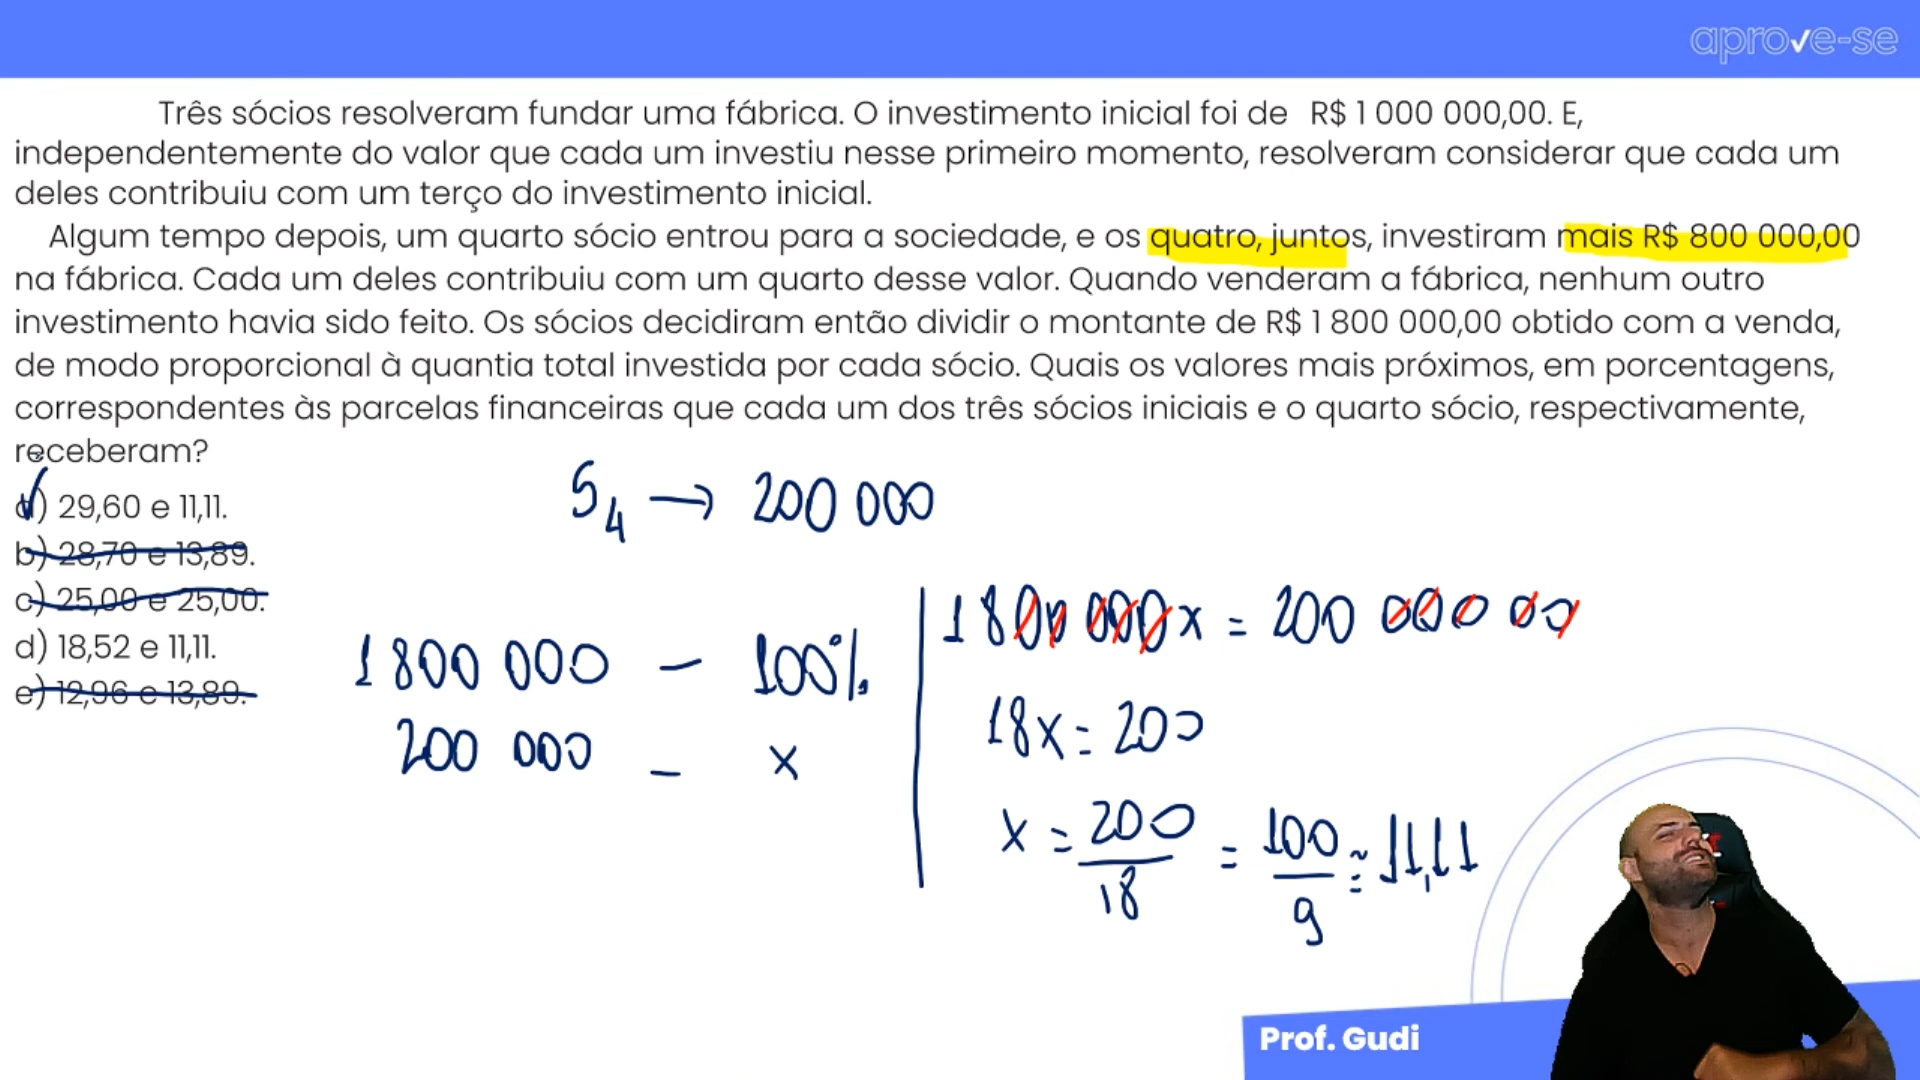 aprove-se
Três sócios resolveram fundar uma fábrica. O investimento inicial foi de R$ 1 000 000,00. E,
independentemente do valor que cada um investiu nesse primeiro momento, resolveram considerar que cada um
deles contribuiu com um terço do investimento inicial.
Algum tempo depois, um quarto sócio entrou para a sociedade, e os quatro, juntos, investiram mais R$ 800 000,00
na fábrica. Cada um deles contribuiu com um quarto desse valor. Quando venderam a fábrica, nenhum outro
investimento havia sido feito. Os sócios decidiram então dividir o montante de R$ 1 800 000,00 obtido com a venda,
de modo proporcional à quantia total investida por cada sócio. Quais os valores mais próximos, em porcentagens,
correspondentes às parcelas financeiras que cada um dos três sócios iniciais e o quarto sócio, respectivamente,
receberam?
a) 29,60 e 11,11.
b) 28,70 e 13,89.
c) 25,00 e 25,00.
d) 18,52 e 11,11.
e) 12,96 e 13,89.
S4 → 200 000
1 800 000 – 100%
200 000 – x
1800 000x = 200 000 00
18x = 200
x = 200/18 = 100/9 ≅ 11,11
Prof. Gudi